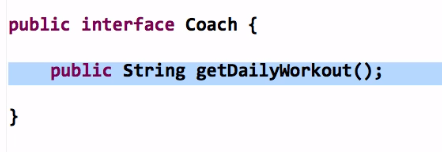 public interface Coach {
public String getDailyWorkout();
}